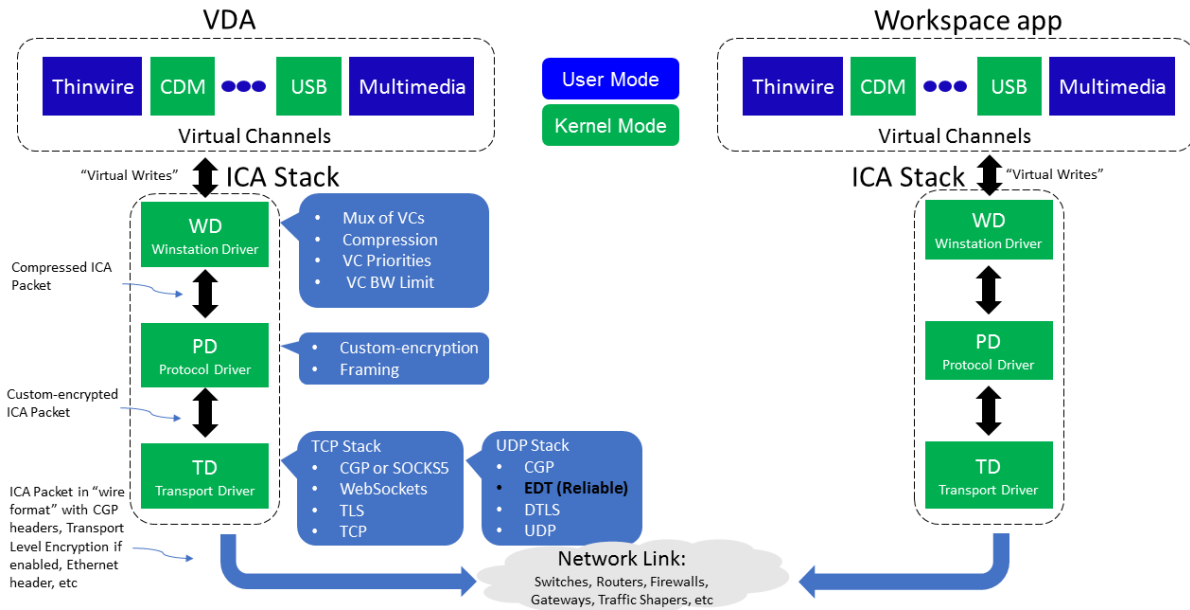 VDA
Workspace app
Thinwire
CDM
USB
Multimedia
Virtual Channels
User Mode
Kernel Mode
Thinwire
CDM
USB
Multimedia
Virtual Channels
“Virtual Writes”
ICA Stack
ICA Stack
“Virtual Writes”
WD
Winstation Driver
• Mux of VCs
• Compression
• VC Priorities
• VC BW Limit
Compressed ICA
Packet
PD
Protocol Driver
• Custom-encryption
• Framing
Custom-encrypted
ICA Packet
TD
Transport Driver
TCP Stack
• CGP or SOCKS5
• WebSockets
• TLS
• TCP
UDP Stack
• CGP
• EDT (Reliable)
• DTLS
• UDP
ICA Packet in “wire
format” with CGP
headers, Transport
Level Encryption if
enabled, Ethernet
header, etc
WD
Winstation Driver
PD
Protocol Driver
TD
Transport Driver
Network Link:
Switches, Routers, Firewalls,
Gateways, Traffic Shapers, etc